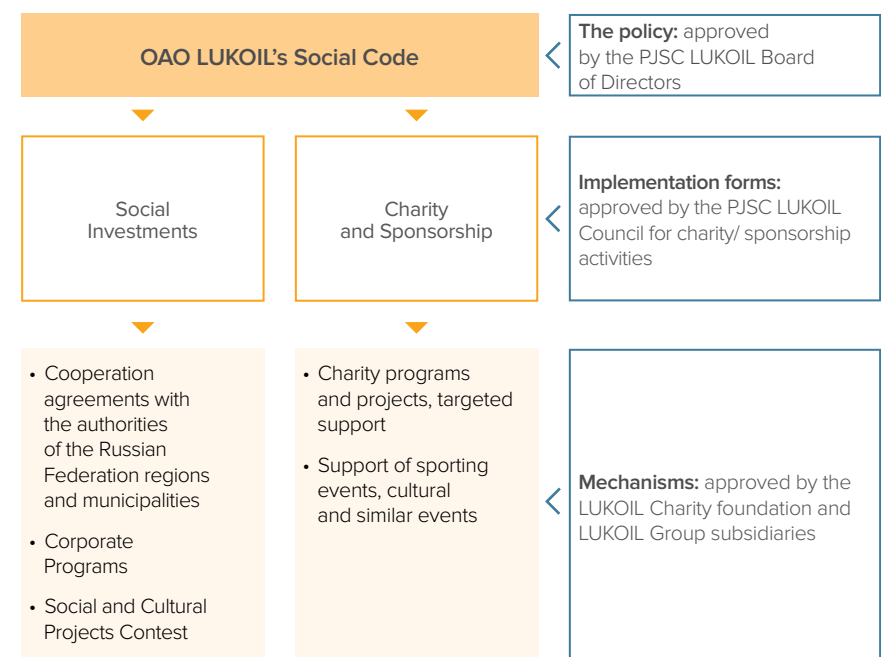 OAO LUKOIL’s Social Code
The policy: approved
by the PJSC LUKOIL Board
of Directors
Social
Investments
Charity
and Sponsorship
Implementation forms:
approved by the PJSC LUKOIL
Council for charity/ sponsorship
activities
• Cooperation
agreements with
the authorities
of the Russian
Federation regions
and municipalities
• Corporate
Programs
• Social and Cultural
Projects Contest
• Charity programs
and projects, targeted
support
• Support of sporting
events, cultural
and similar events
Mechanisms: approved by the
LUKOIL Charity foundation and
LUKOIL Group subsidiaries